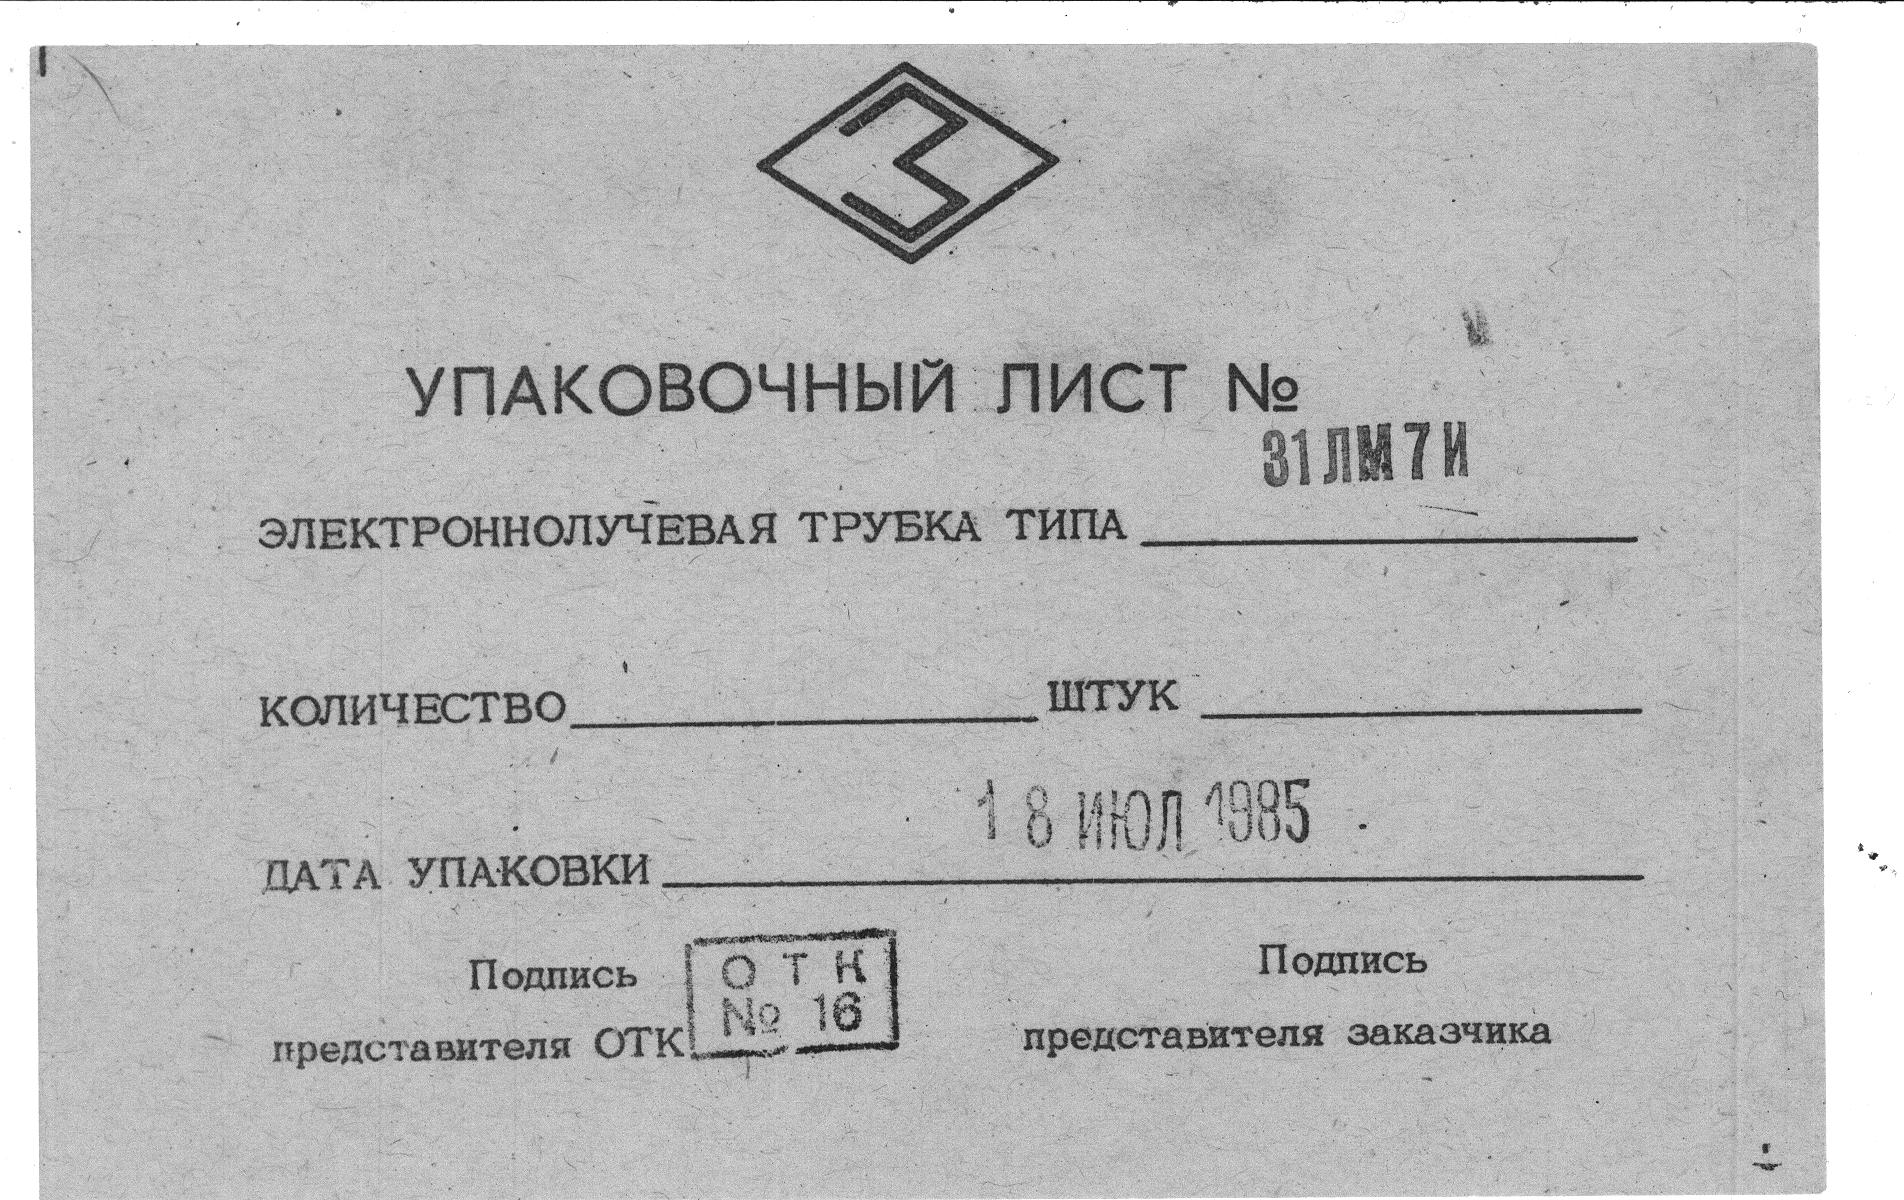 З
УПАКОВОЧНЫЙ ЛИСТ №
31ЛМ7И
ЭЛЕКТРОННОЛУЧЕВАЯ ТРУБКА ТИПА
КОЛИЧЕСТВО ШТУК
18 ИЮЛ 1985
ДАТА УПАКОВКИ
Подпись
представителя ОТК
ОТК
№ 16
Подпись
представителя заказчика